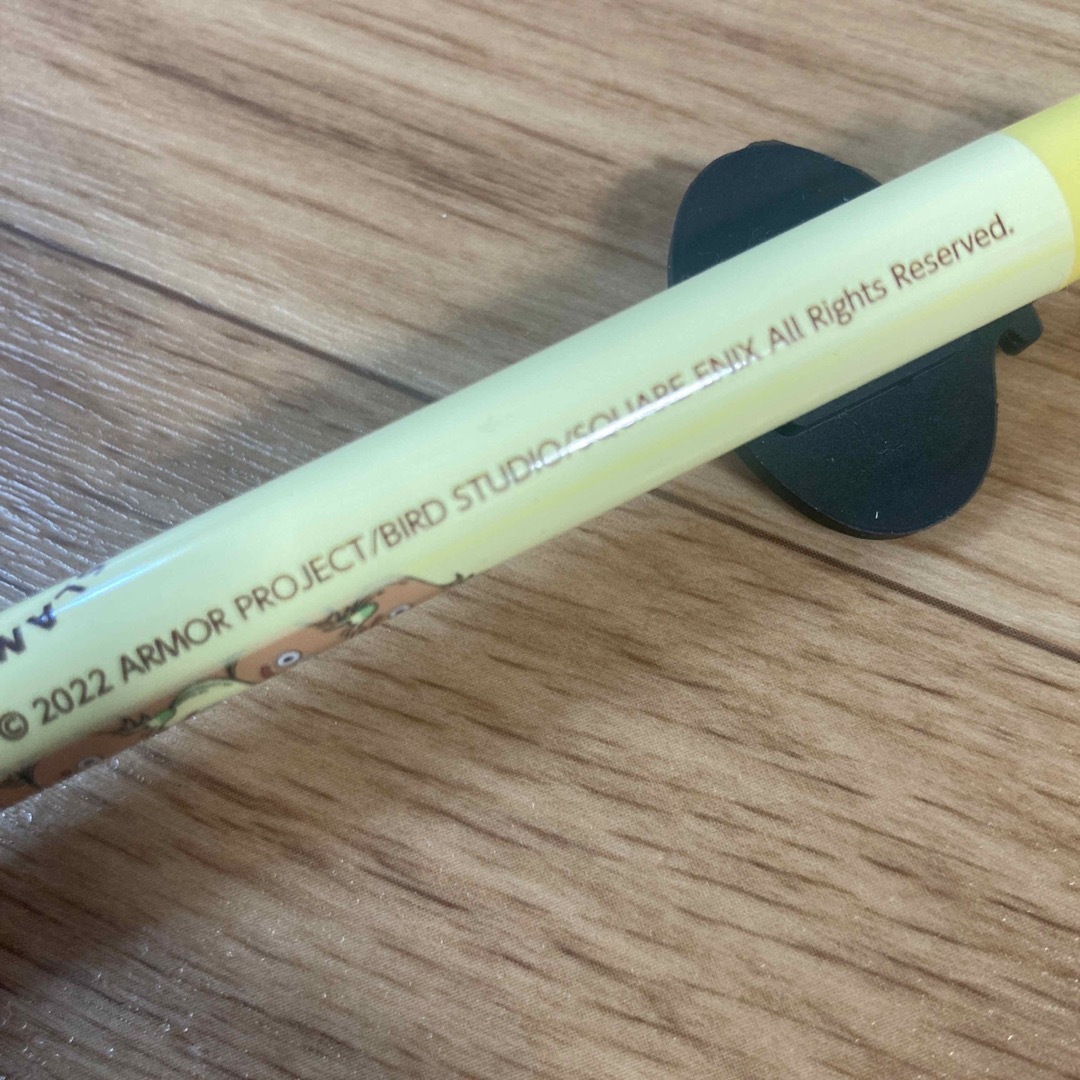 © 2022 ARMOR PROJECT/BIRD STUDIO/SQUARE ENIX All Rights Reserved.